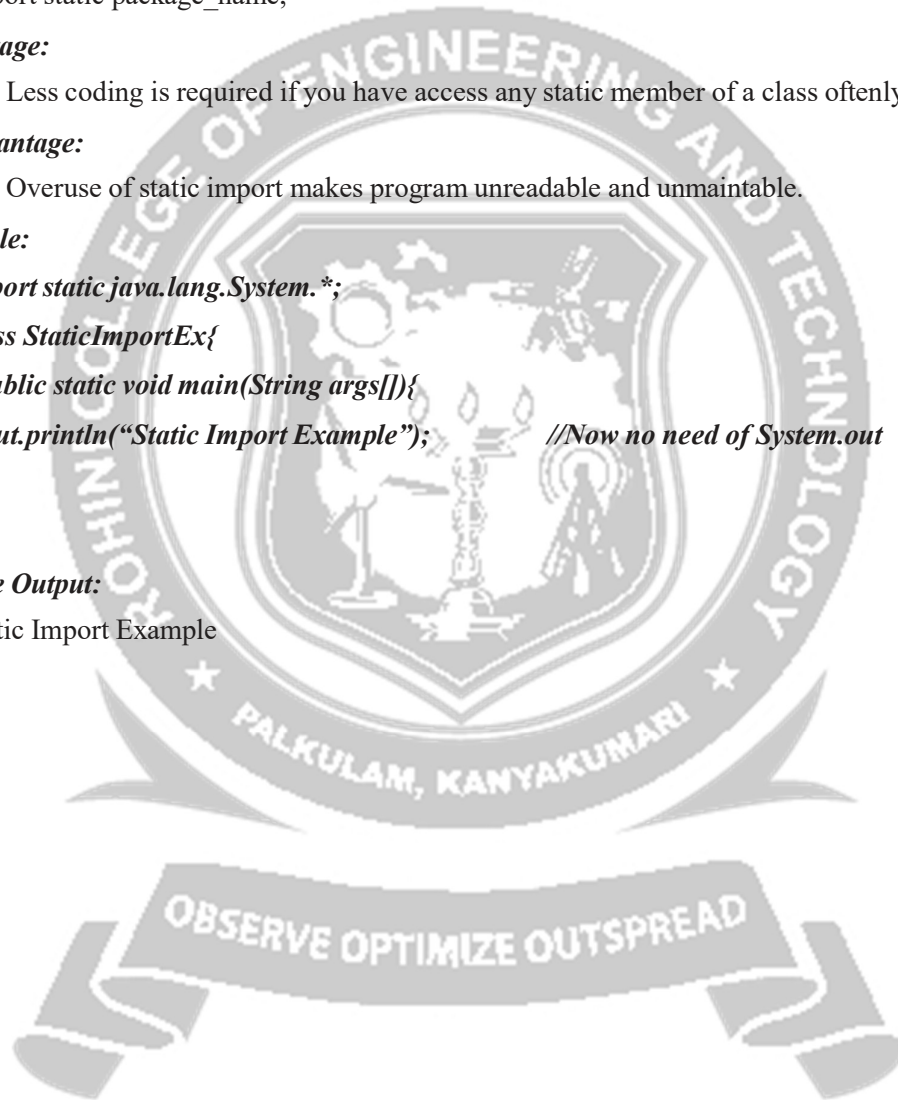 port static package_name;
age:
Less coding is required if you have access any static member of a class oftenly
antage:
Overuse of static import makes program unreadable and unmaintable.
le:
port static java.lang.System.*;
ss StaticImportEx{
ublic static void main(String args[]){
ut.println(“Static Import Example”); //Now no need of System.out
e Output:
tic Import Example
ROHINI COLLEGE OF ENGINEERING AND TECHNOLOGY
PALKULAM, KANYAKUMARI
OBSERVE OPTIMIZE OUTSPREAD